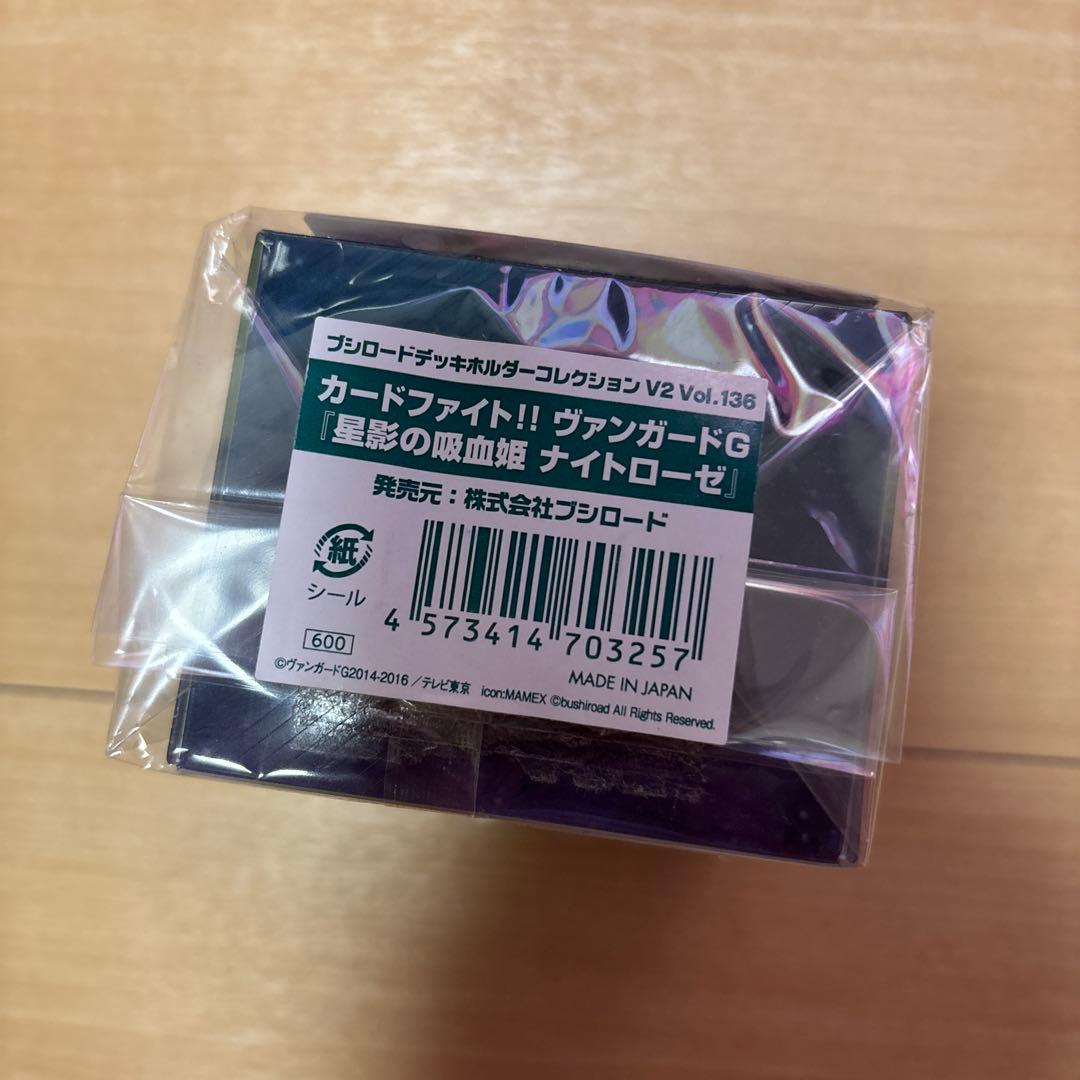 ブシロードデッキホルダーコレクション V2 Vol.136
カードファイト!! ヴァンガードG
『星影の吸血姫 ナイトローゼ』
発売元：株式会社ブシロード
紙
シール
600
4 573414 703257
MADE IN JAPAN
©ヴァンガードG2014-2016／テレビ東京 icon:MAMEX ©bushiroad All Rights Reserved.